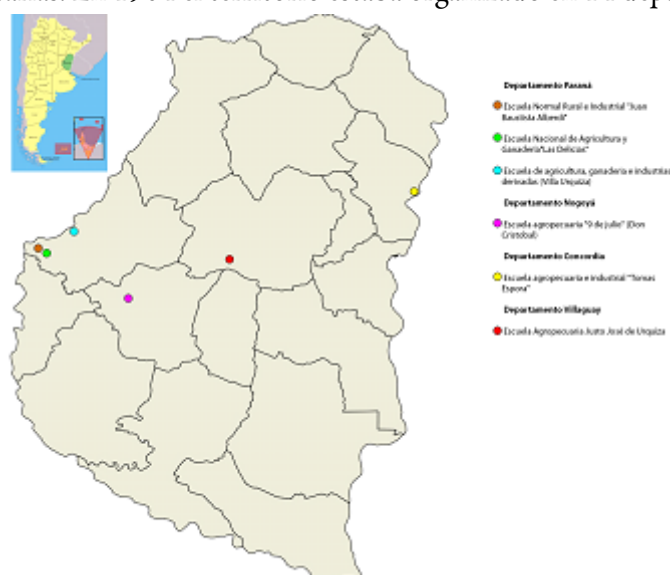 Departamento Paraná
Escuela Normal Rural e Industrial "Juan
Bautista Alberdi"
Escuela Nacional de Agricultura y
Ganadería"Las Delicias"
Escuela de agricultura, ganadería e industrias
derivadas (Villa Urquiza)
Departamento Nogoyá
Escuela agropecuaria "9 de julio" (Don
Cristobal)
Departamento Concordia
Escuela agropecuaria e industrial "Tomas
Espora"
Departamento Villaguay
Escuela Agropecuaria Justo José de Urquiza